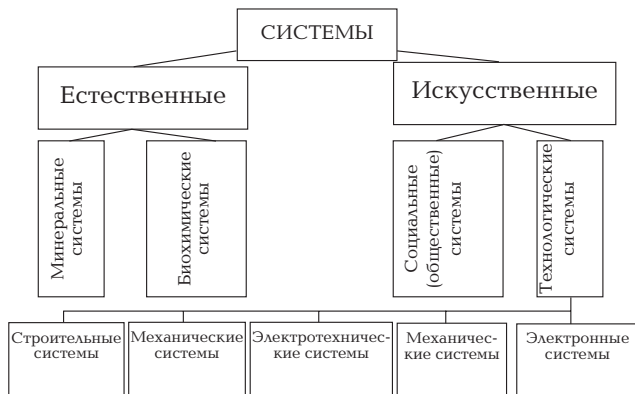 СИСТЕМЫ
Естественные
Искусственные
Минеральные
системы
Биохимические
системы
Социальные
(общественные)
системы
Технологические
системы
Строительные
системы
Механические
системы
Электротехничес-
кие системы
Механичес-
кие системы
Электронные
системы